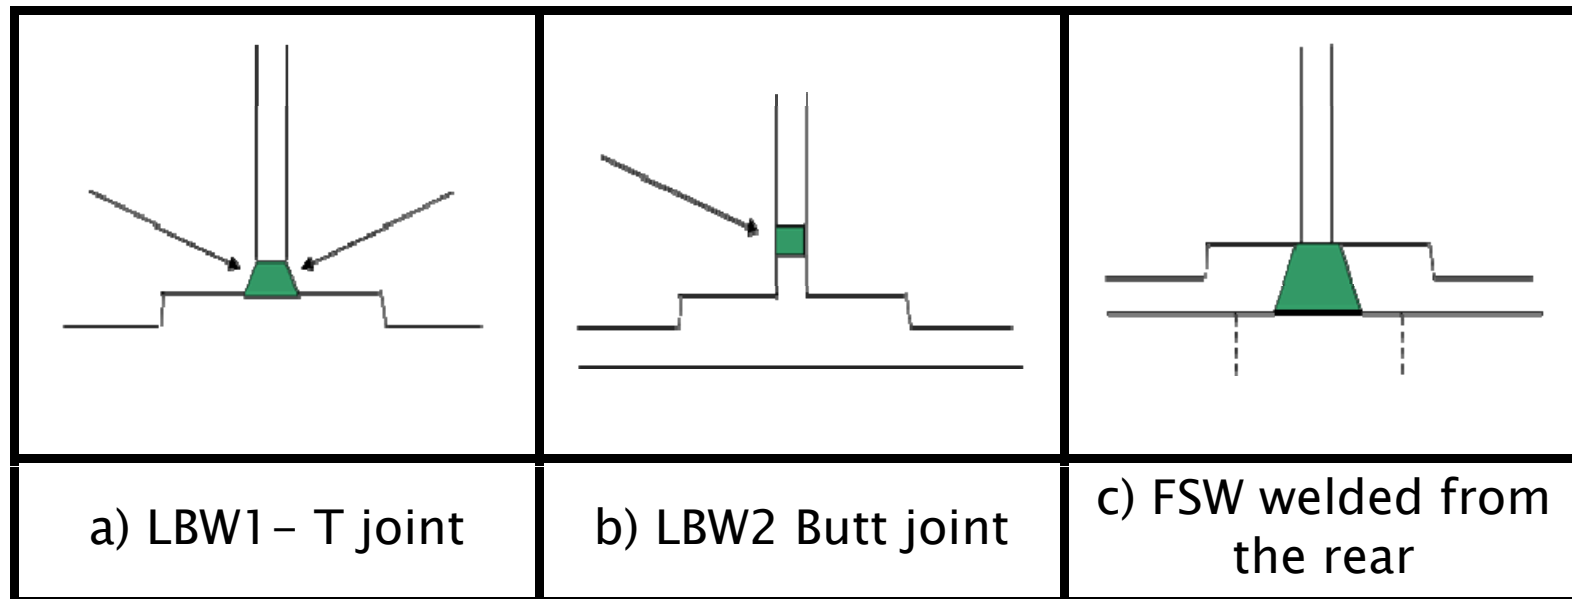 a) LBW1– T joint
b) LBW2 Butt joint
c) FSW welded from
the rear